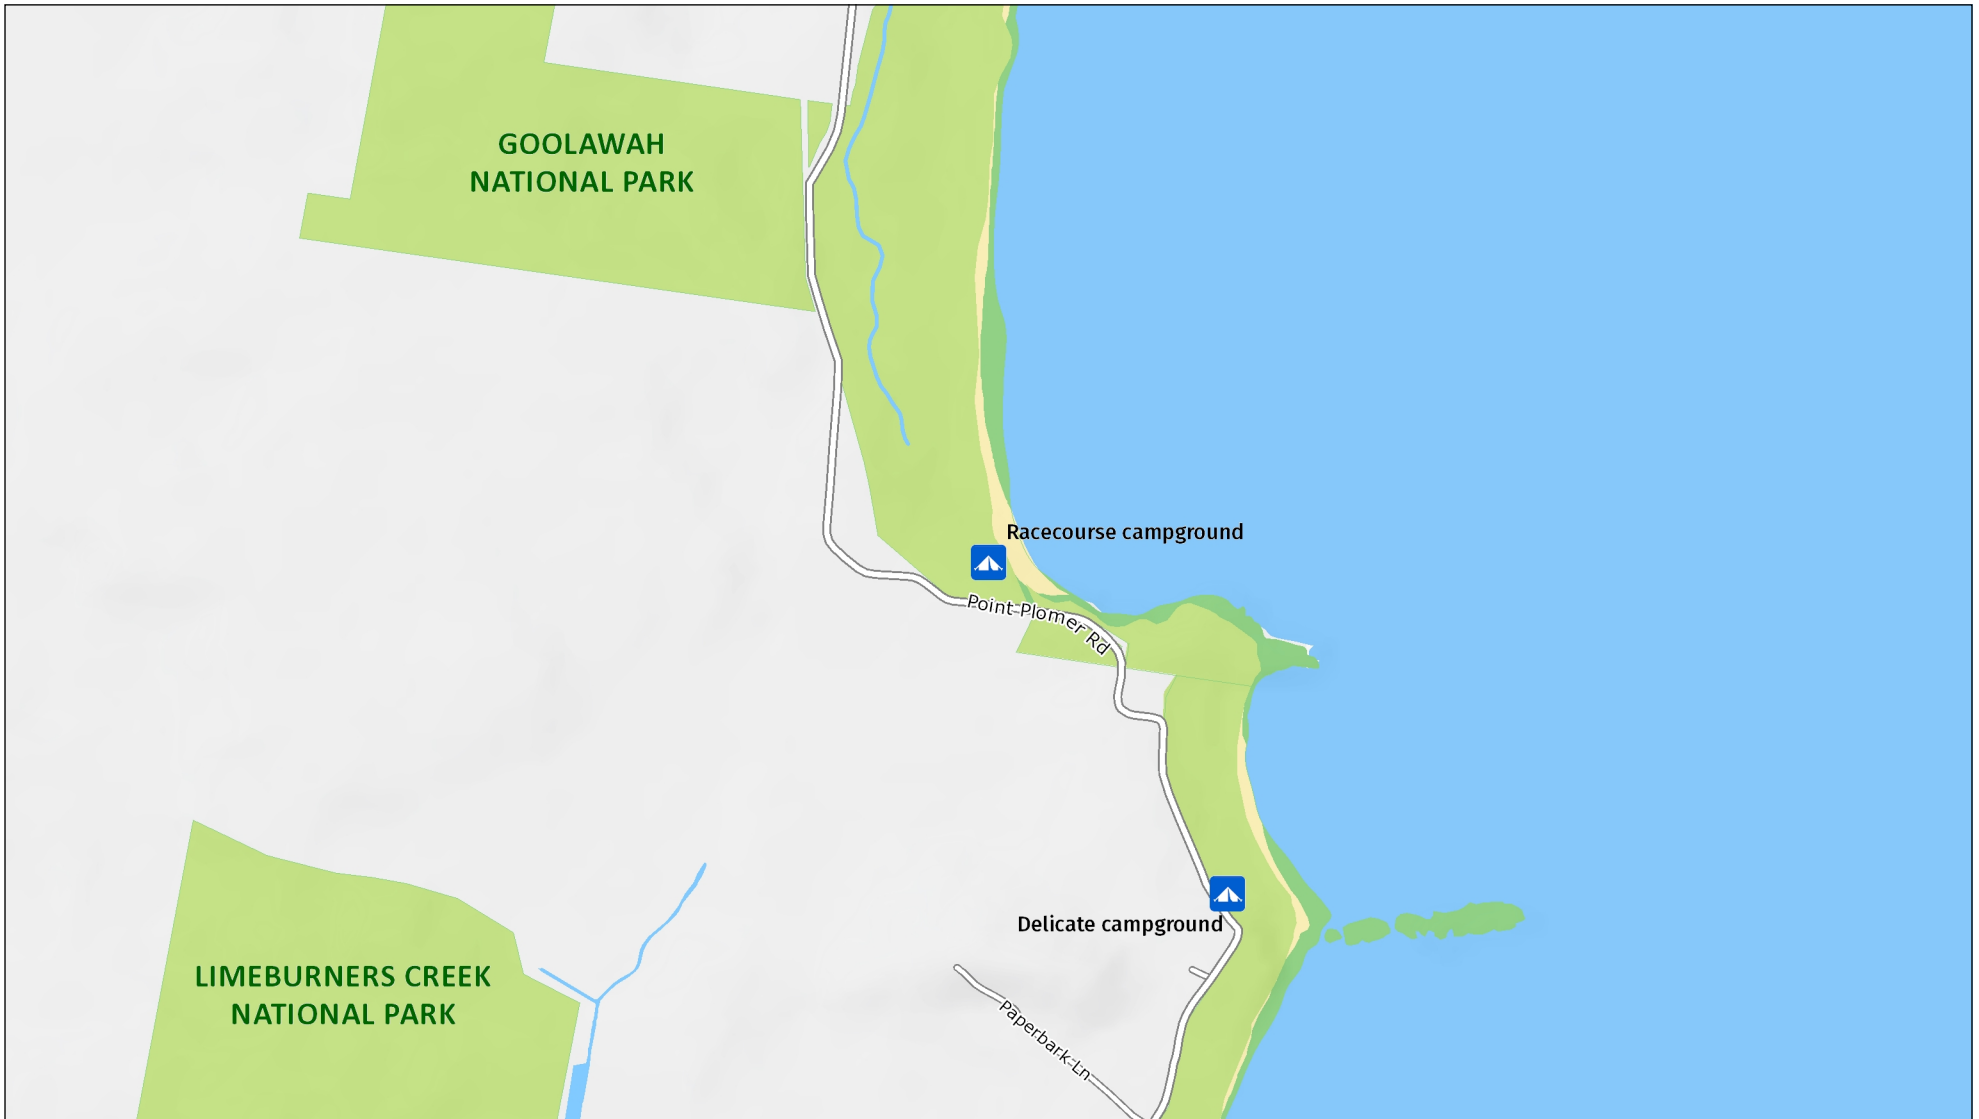 GOOLAWAH
NATIONAL PARK
Racecourse campground
Point Plomer Rd
Delicate campground
LIMEBURNERS CREEK
NATIONAL PARK
Paperbark Ln